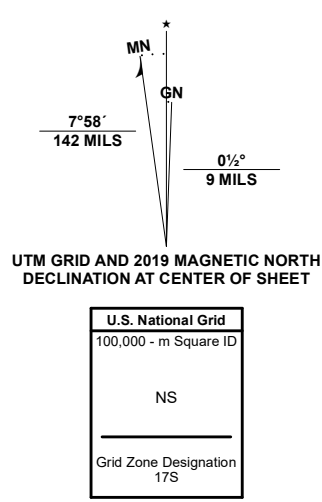 ★
MN
GN
7°58´
142 MILS
0½°
9 MILS
UTM GRID AND 2019 MAGNETIC NORTH
DECLINATION AT CENTER OF SHEET
U.S. National Grid
100,000 - m Square ID
NS
Grid Zone Designation
17S